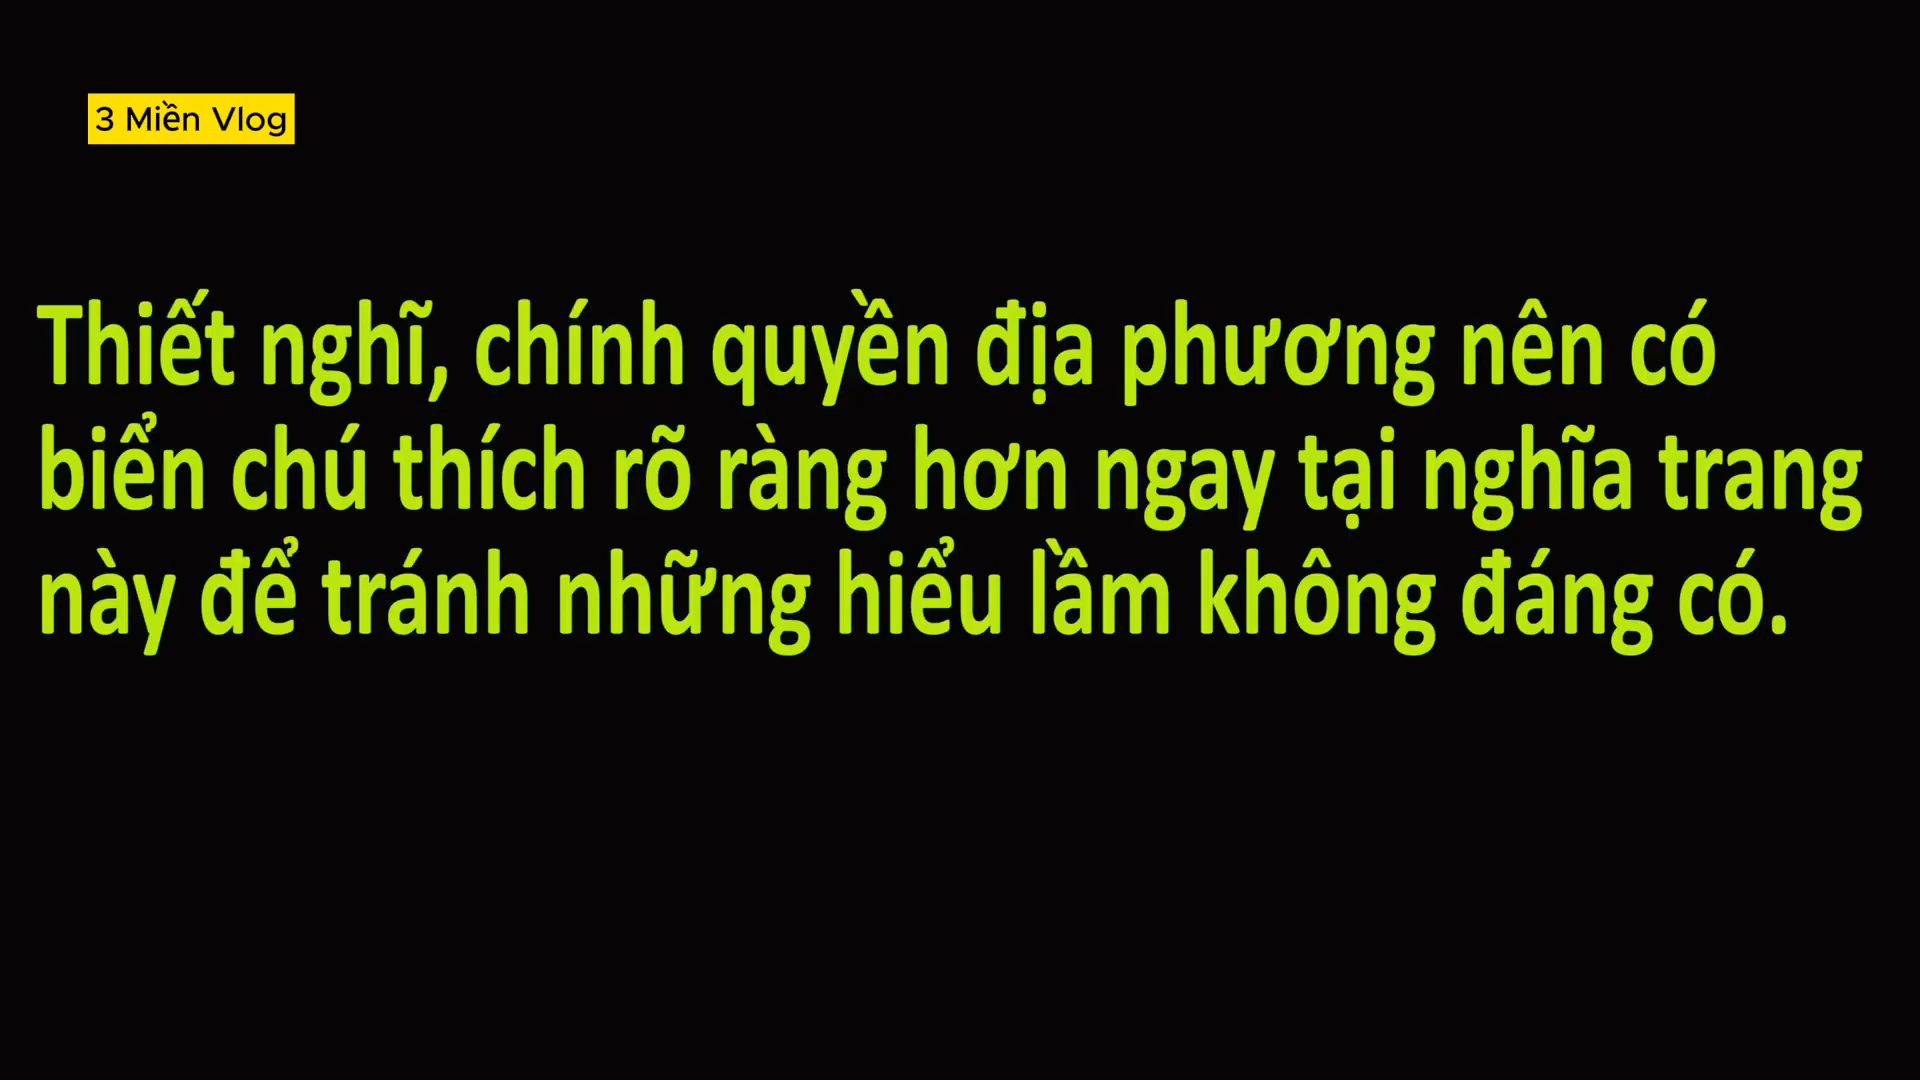 3 Miền Vlog
Thiết nghĩ, chính quyền địa phương nên có
biển chú thích rõ ràng hơn ngay tại nghĩa trang
này để tránh những hiểu lầm không đáng có.